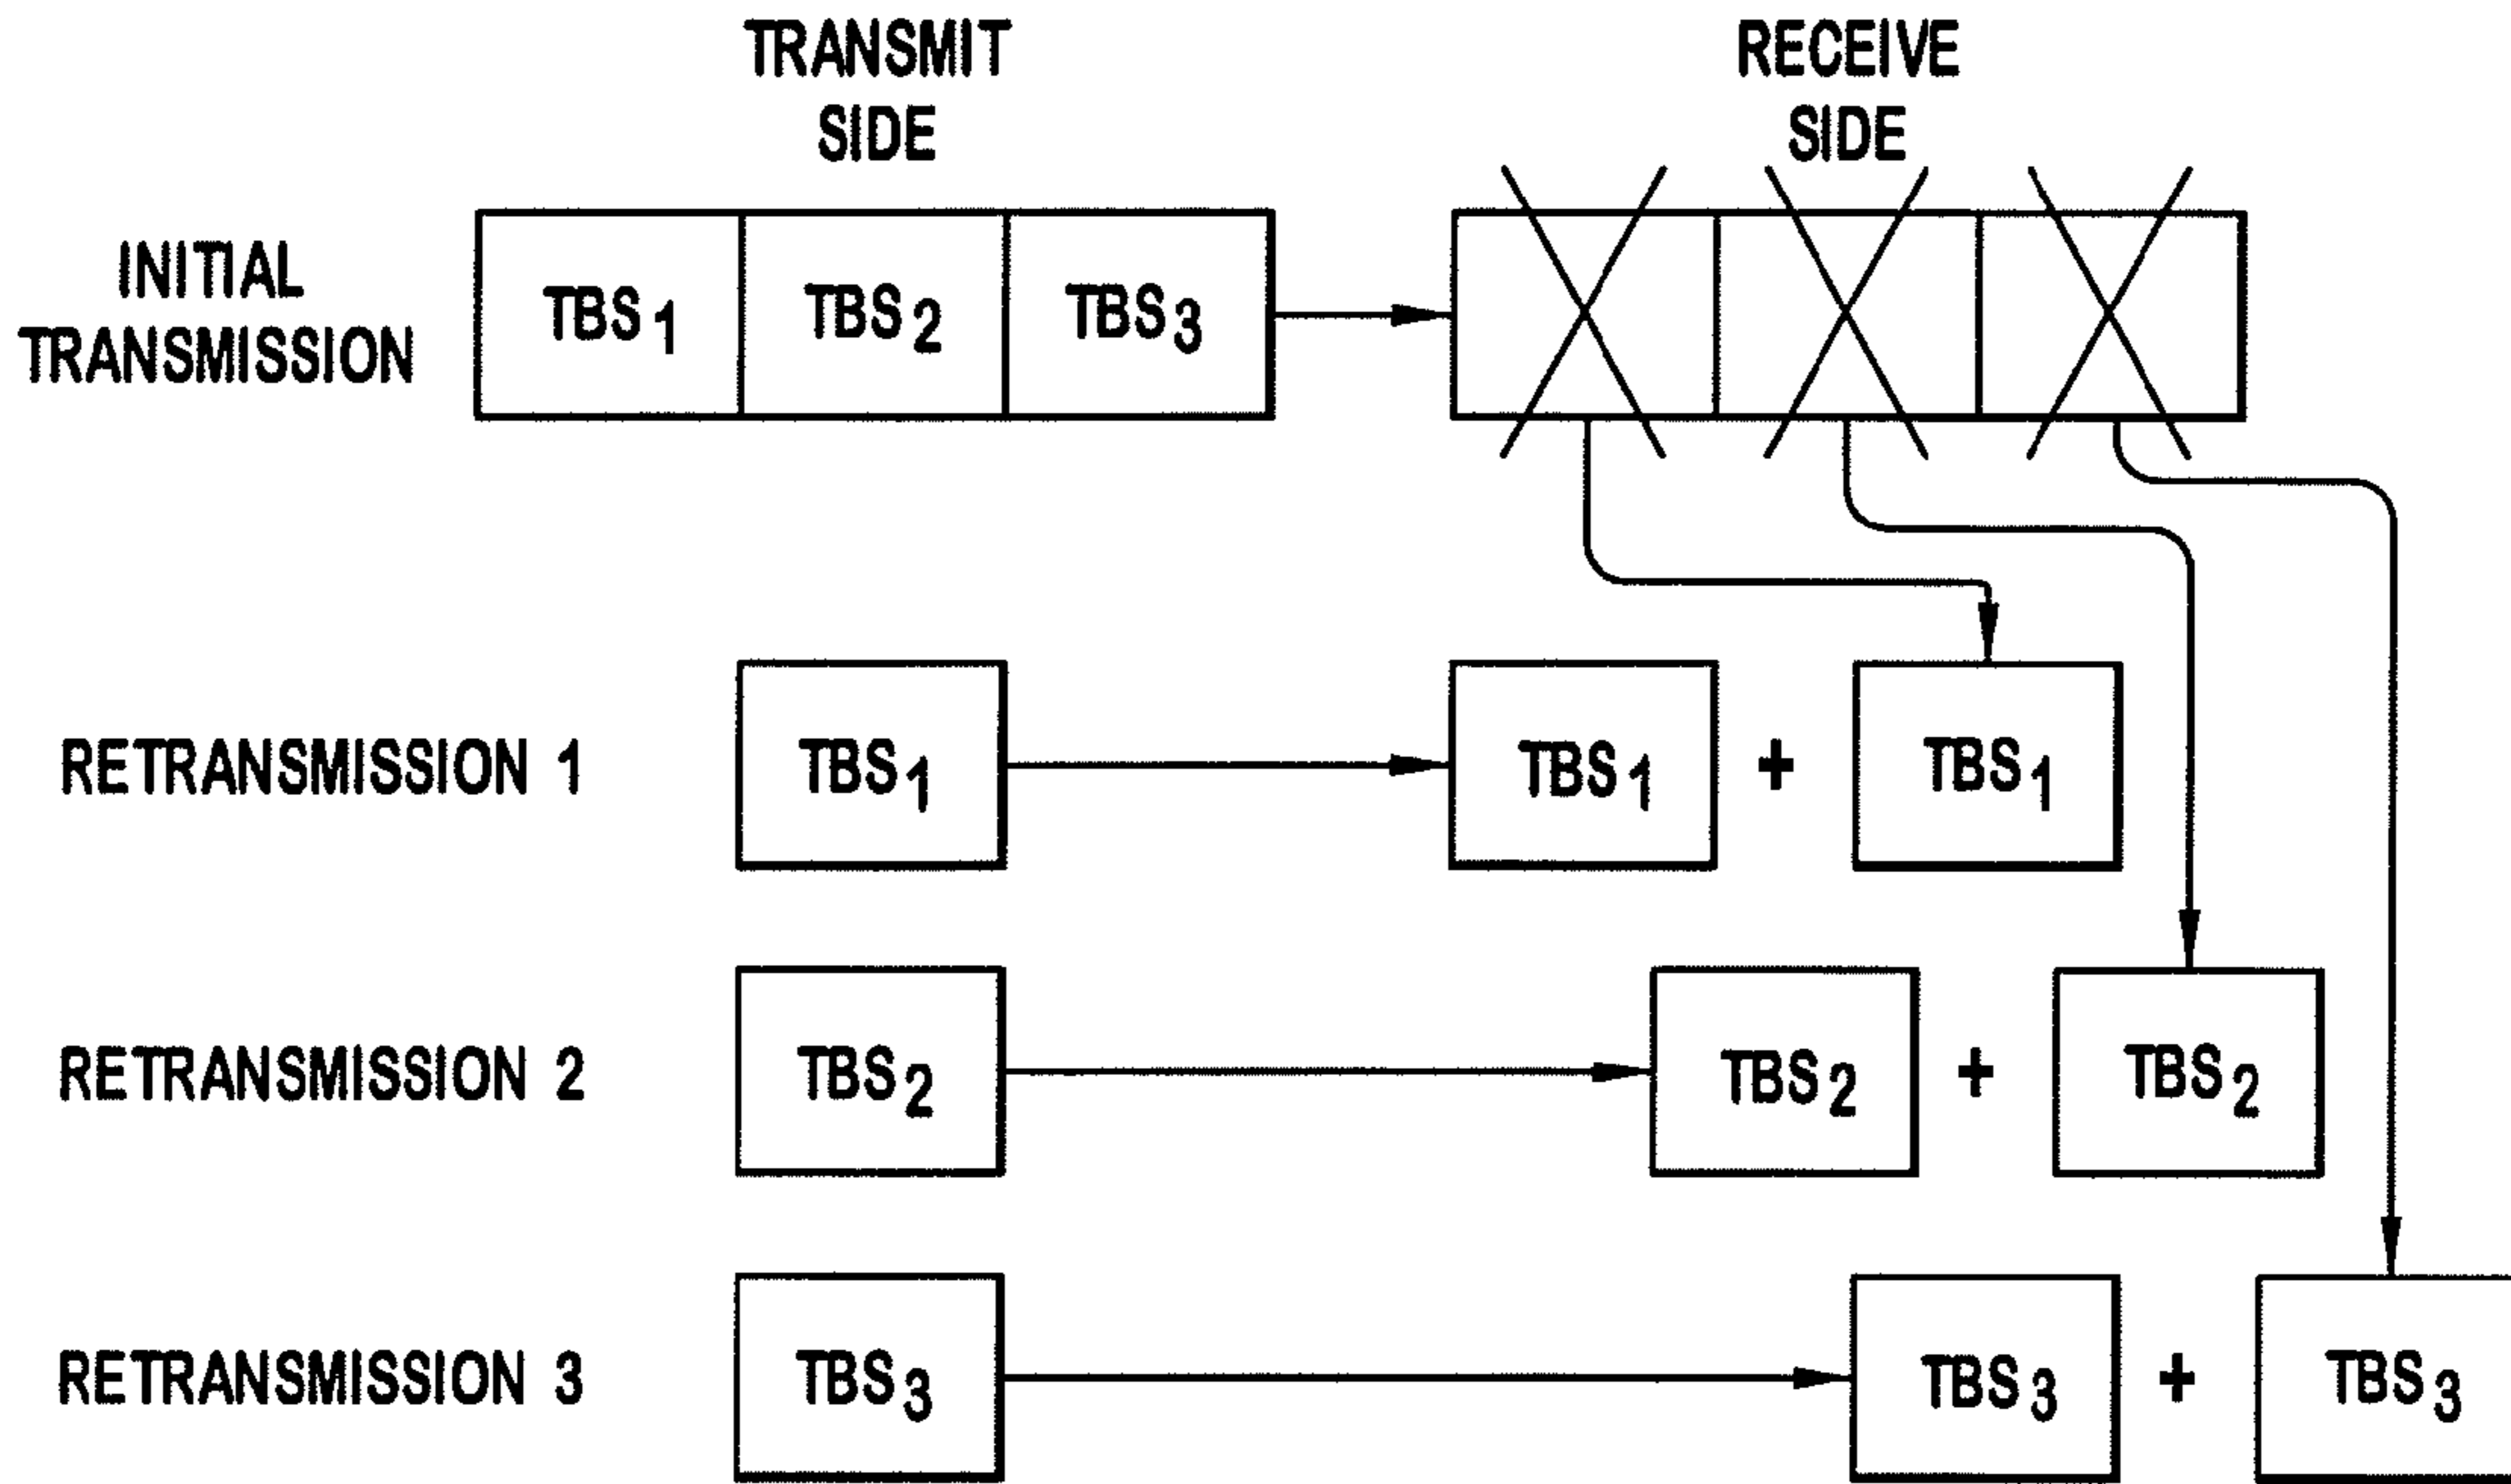 TRANSMIT
SIDE
RECEIVE
SIDE
INITIAL
TRANSMISSION
TBS1 TBS2 TBS3
RETRANSMISSION 1 TBS1 TBS1 + TBS1
RETRANSMISSION 2 TBS2 TBS2 + TBS2
RETRANSMISSION 3 TBS3 TBS3 + TBS3